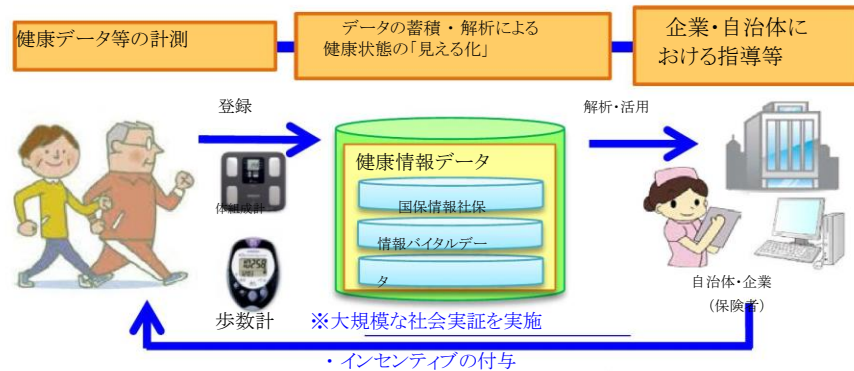 健康データ等の計測
データの蓄積・解析による
健康状態の「見える化」
企業・自治体に
おける指導等
登録
解析・活用
体組成計
健康情報データ
国保情報社保
情報バイタルデー
タ
10258
歩数計
※大規模な社会実証を実施
自治体・企業
(保険者)
・インセンティブの付与